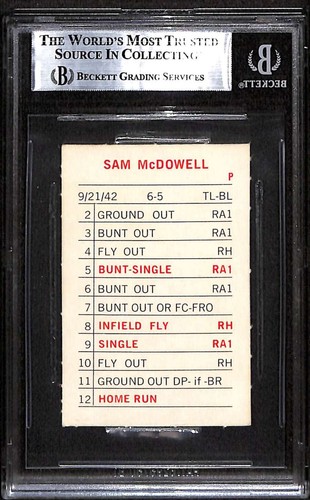 THE WORLD'S MOST TRUSTED
SOURCE IN COLLECTING
BECKETT GRADING SERVICES
BECKETT
SAM McDOWELL
P
9/21/42 6-5 TL-BL
2 GROUND OUT RA1
3 BUNT OUT RA1
4 FLY OUT RH
5 BUNT-SINGLE RA1
6 BUNT OUT RA1
7 BUNT OUT or FC-FRO
8 INFIELD FLY RH
9 SINGLE RA1
10 FLY OUT RH
11 GROUND OUT DP- if -BR
12 HOME RUN